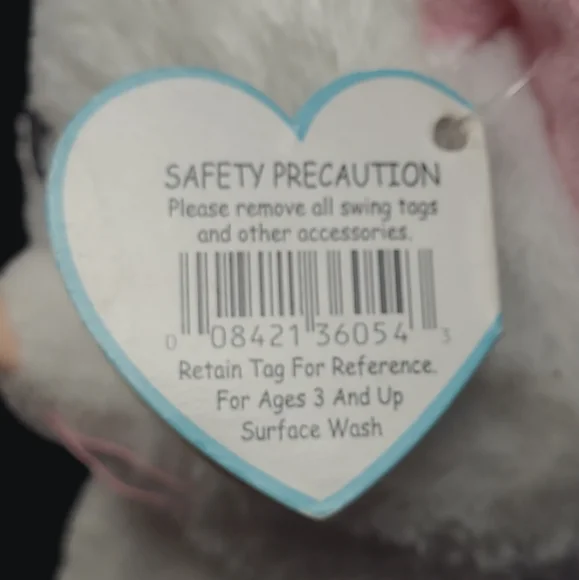 SAFETY PRECAUTION
Please remove all swing tags
and other accessories.
0 08421 36054 3
Retain Tag For Reference.
For Ages 3 And Up
Surface Wash